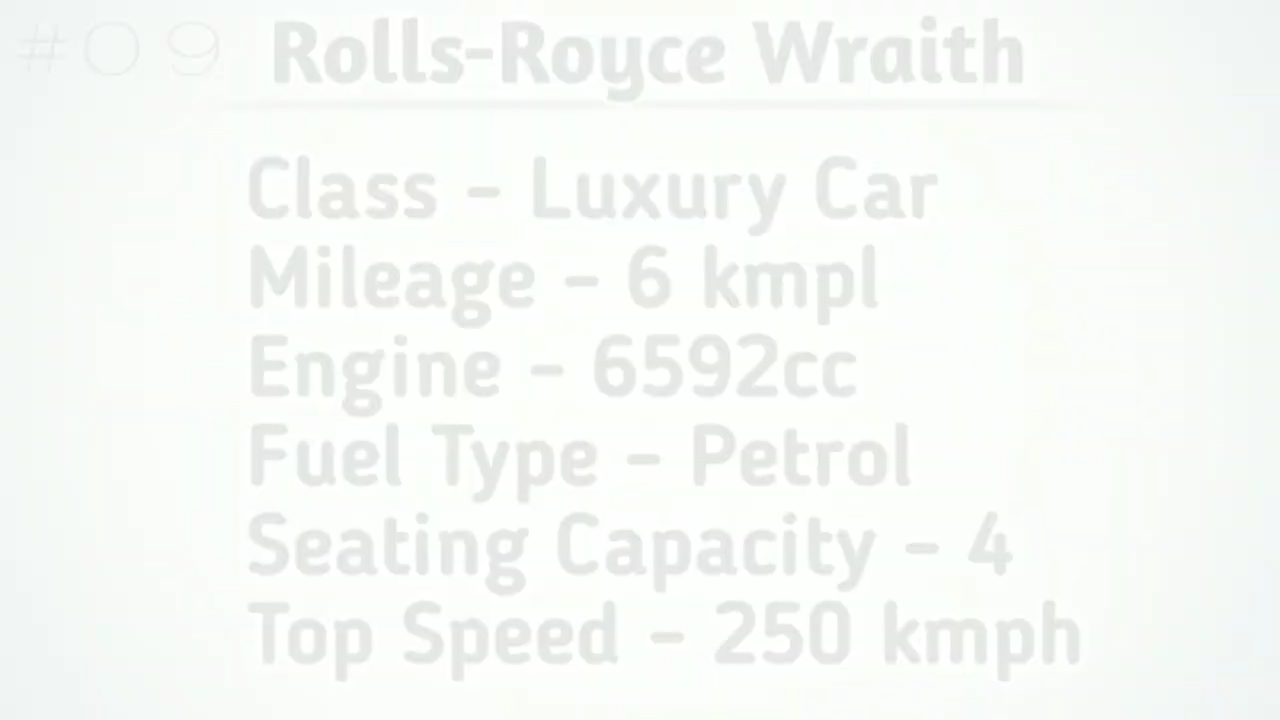 #09 Rolls-Royce Wraith
Class - Luxury Car
Mileage - 6 kmpl
Engine - 6592cc
Fuel Type - Petrol
Seating Capacity - 4
Top Speed - 250 kmph